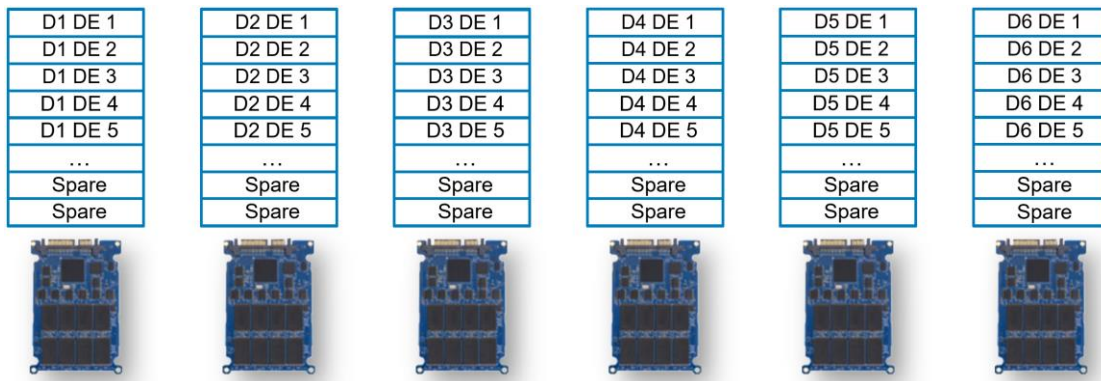 D1 DE 1
D1 DE 2
D1 DE 3
D1 DE 4
D1 DE 5
…
Spare
Spare
D2 DE 1
D2 DE 2
D2 DE 3
D2 DE 4
D2 DE 5
…
Spare
Spare
D3 DE 1
D3 DE 2
D3 DE 3
D3 DE 4
D3 DE 5
…
Spare
Spare
D4 DE 1
D4 DE 2
D4 DE 3
D4 DE 4
D4 DE 5
…
Spare
Spare
D5 DE 1
D5 DE 2
D5 DE 3
D5 DE 4
D5 DE 5
…
Spare
Spare
D6 DE 1
D6 DE 2
D6 DE 3
D6 DE 4
D6 DE 5
…
Spare
Spare